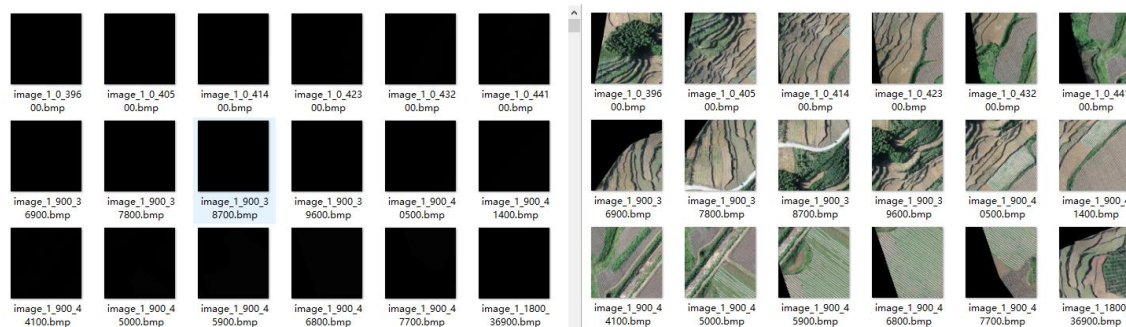 image_1_0_396
00.bmp
image_1_0_405
00.bmp
image_1_0_414
00.bmp
image_1_0_423
00.bmp
image_1_0_432
00.bmp
image_1_0_441
00.bmp
image_1_900_3
6900.bmp
image_1_900_3
7800.bmp
image_1_900_3
8700.bmp
image_1_900_3
9600.bmp
image_1_900_4
0500.bmp
image_1_900_4
1400.bmp
image_1_900_4
4100.bmp
image_1_900_4
5000.bmp
image_1_900_4
5900.bmp
image_1_900_4
6800.bmp
image_1_900_4
7700.bmp
image_1_1800_
36900.bmp
image_1_0_396
00.bmp
image_1_0_405
00.bmp
image_1_0_414
00.bmp
image_1_0_423
00.bmp
image_1_0_432
00.bmp
image_1_0_441
00.bmp
image_1_900_3
6900.bmp
image_1_900_3
7800.bmp
image_1_900_3
8700.bmp
image_1_900_3
9600.bmp
image_1_900_4
0500.bmp
image_1_900_4
1400.bmp
image_1_900_4
4100.bmp
image_1_900_4
5000.bmp
image_1_900_4
5900.bmp
image_1_900_4
6800.bmp
image_1_900_4
7700.bmp
image_1_1800
36900.bmp